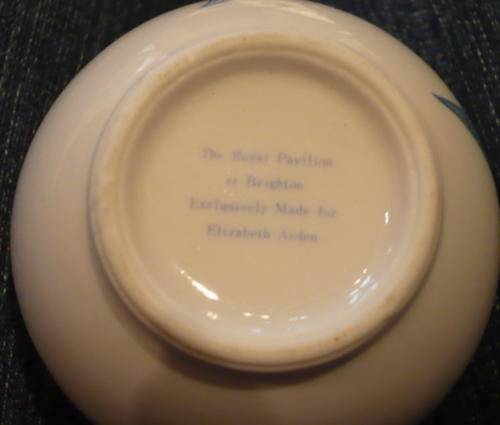 The Royal Pavilion
at Brighton
Exclusively Made for
Elizabeth Arden